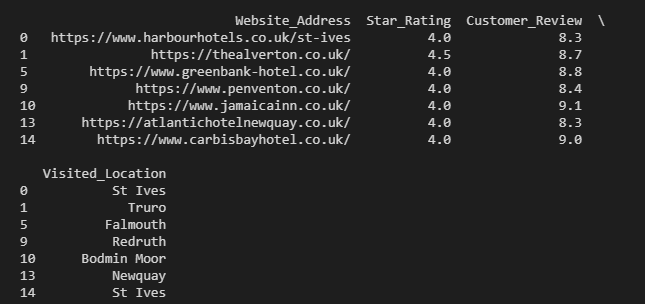 Website_Address Star_Rating Customer_Review \
0 https://www.harbourhotels.co.uk/st-ives 4.0 8.3
1 https://thealverton.co.uk/ 4.5 8.7
5 https://www.greenbank-hotel.co.uk/ 4.0 8.8
9 https://www.penventon.co.uk/ 4.0 8.4
10 https://www.jamaicainn.co.uk/ 4.0 9.1
13 https://atlantichotelnewquay.co.uk/ 4.0 8.3
14 https://www.carbisbayhotel.co.uk/ 4.0 9.0
Visited_Location
0 St Ives
1 Truro
5 Falmouth
9 Redruth
10 Bodmin Moor
13 Newquay
14 St Ives